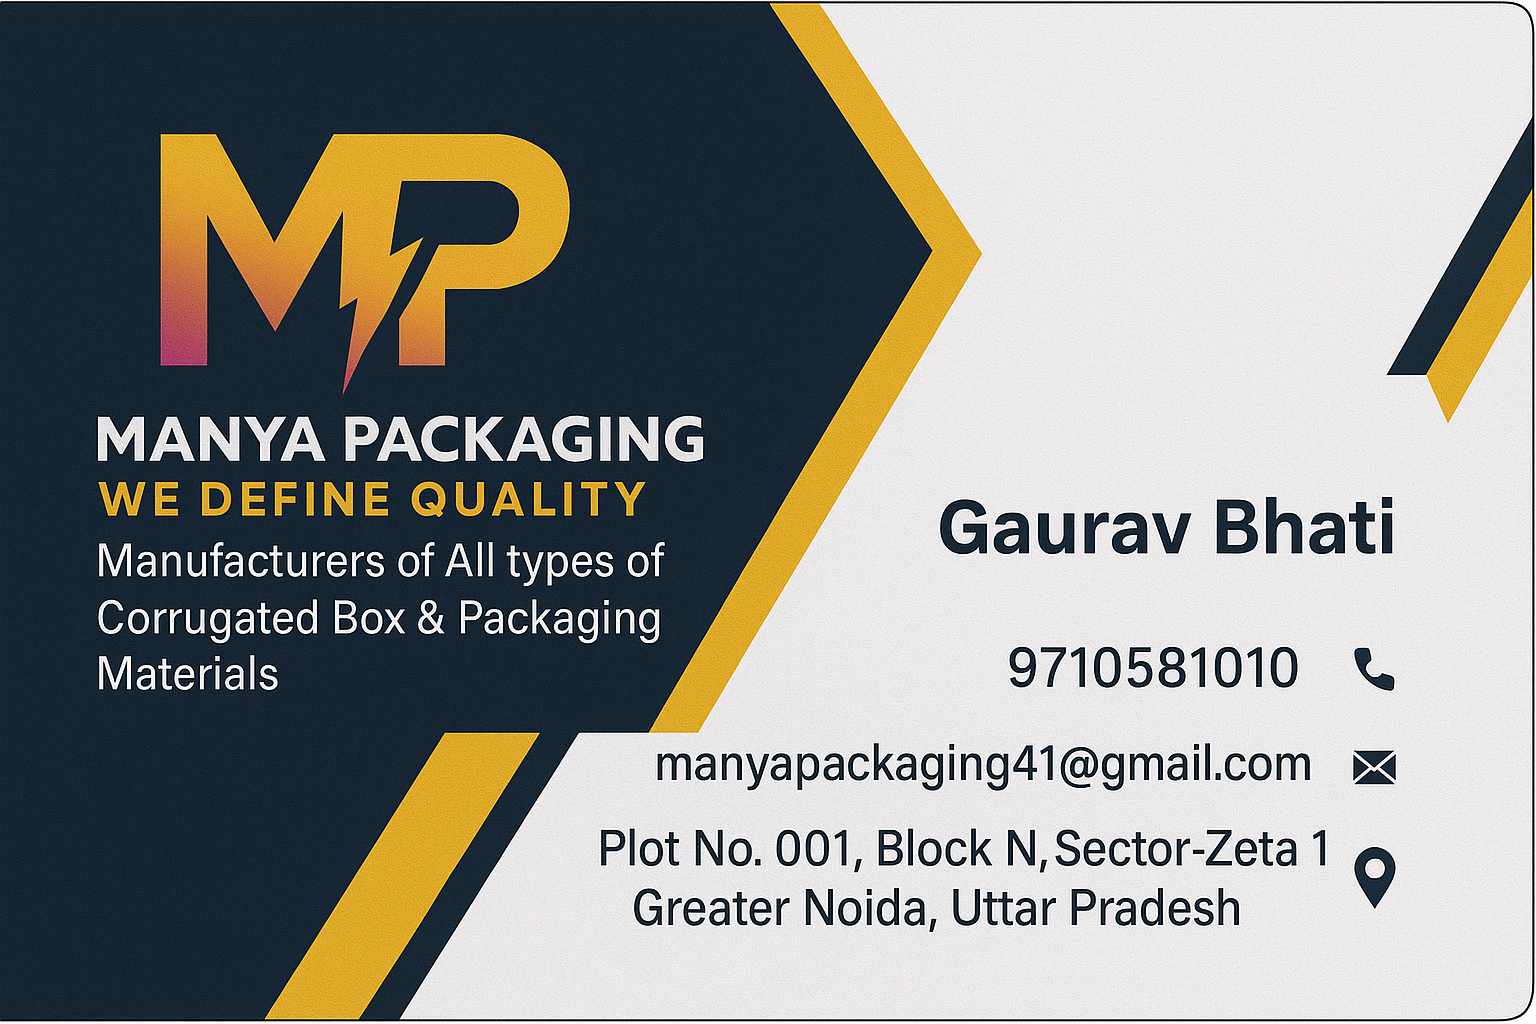 MP
MANYA PACKAGING
WE DEFINE QUALITY
Manufacturers of All types of
Corrugated Box & Packaging
Materials
Gaurav Bhati
9710581010
manyapackaging41@gmail.com
Plot No. 001, Block N, Sector-Zeta 1
Greater Noida, Uttar Pradesh